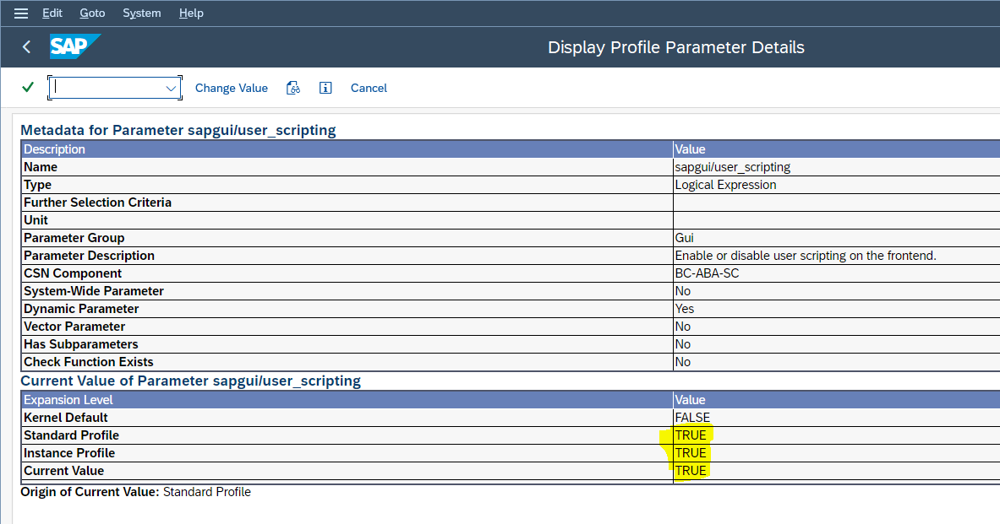 Edit Goto System Help
SAP Display Profile Parameter Details
Change Value Cancel
Metadata for Parameter sapgui/user_scripting
Description Value
Name sapgui/user_scripting
Type Logical Expression
Further Selection Criteria
Unit
Parameter Group Gui
Parameter Description Enable or disable user scripting on the frontend.
CSN Component BC-ABA-SC
System-Wide Parameter No
Dynamic Parameter Yes
Vector Parameter No
Has Subparameters No
Check Function Exists No
Current Value of Parameter sapgui/user_scripting
Expansion Level Value
Kernel Default FALSE
Standard Profile TRUE
Instance Profile TRUE
Current Value TRUE
Origin of Current Value: Standard Profile